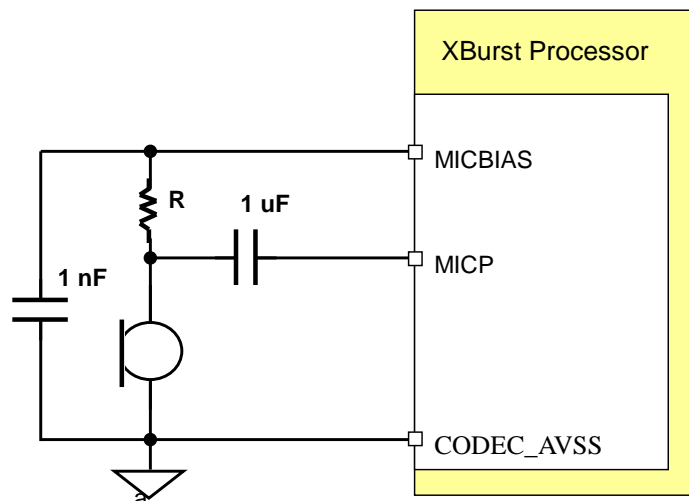 XBurst Processor
MICBIAS
R
1 uF
MICP
1 nF
CODEC_AVSS
a